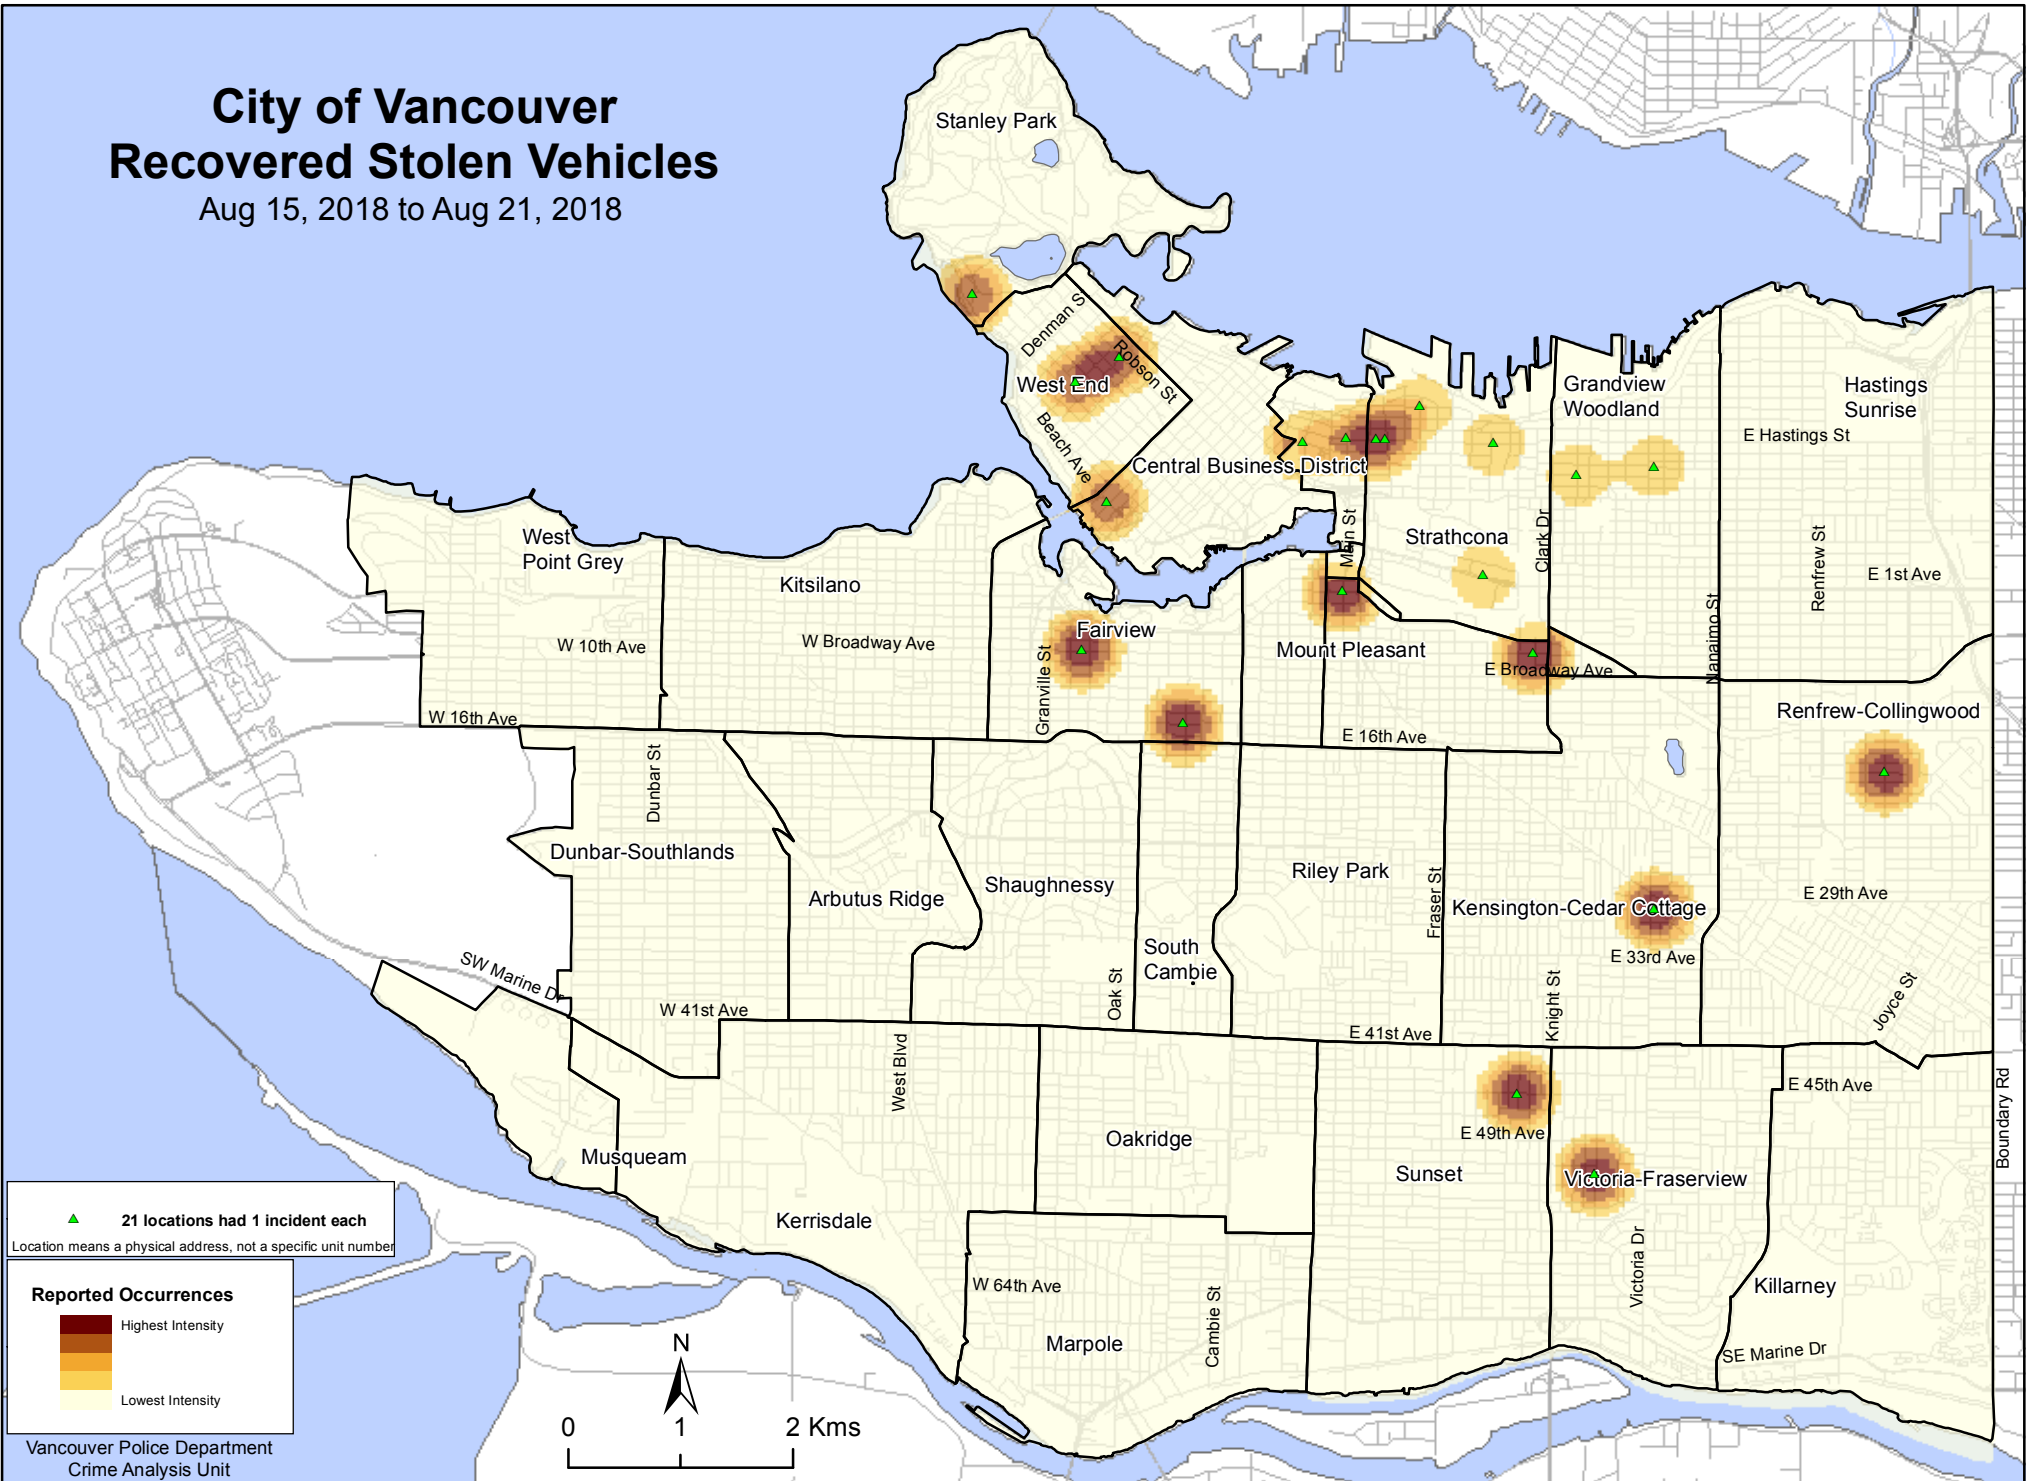 City of Vancouver
Recovered Stolen Vehicles
Aug 15, 2018 to Aug 21, 2018
Stanley Park
Denman S
Robson St
West End
Beach Ave
Central Business District
Main St
Strathcona
Clark Dr
Grandview
Woodland
Hastings
Sunrise
E Hastings St
Renfrew St
E 1st Ave
Nanaimo St
West
Point Grey
Kitsilano
W 10th Ave
W Broadway Ave
Fairview
Granville St
Mount Pleasant
E Broadway Ave
W 16th Ave
E 16th Ave
Renfrew-Collingwood
Dunbar St
Dunbar-Southlands
Arbutus Ridge
Shaughnessy
Riley Park
Fraser St
Kensington-Cedar Cottage
E 29th Ave
E 33rd Ave
South
Cambie
Oak St
Knight St
Joyce St
SW Marine Dr
W 41st Ave
E 41st Ave
West Blvd
E 45th Ave
Boundary Rd
Oakridge
E 49th Ave
Musqueam
Sunset
Victoria-Fraserview
Kerrisdale
Victoria Dr
W 64th Ave
Cambie St
Killarney
Marpole
SE Marine Dr
21 locations had 1 incident each
Location means a physical address, not a specific unit number
Reported Occurrences
Highest Intensity
Lowest Intensity
N
0 1 2 Kms
Vancouver Police Department
Crime Analysis Unit